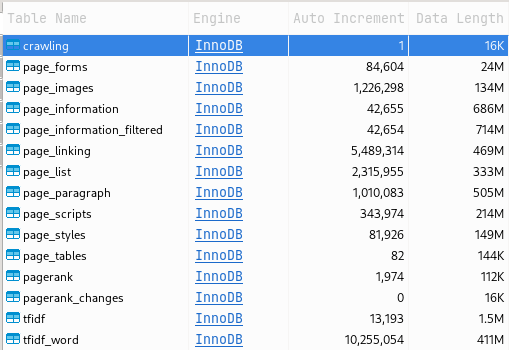 Table Name Engine Auto Increment Data Length
crawling InnoDB 1 16K
page_forms InnoDB 84,604 24M
page_images InnoDB 1,226,298 134M
page_information InnoDB 42,655 686M
page_information_filtered InnoDB 42,654 714M
page_linking InnoDB 5,489,314 469M
page_list InnoDB 2,315,955 333M
page_paragraph InnoDB 1,010,083 505M
page_scripts InnoDB 343,974 214M
page_styles InnoDB 81,926 149M
page_tables InnoDB 82 144K
pagerank InnoDB 1,974 112K
pagerank_changes InnoDB 0 16K
tfidf InnoDB 13,193 1.5M
tfidf_word InnoDB 10,255,054 411M